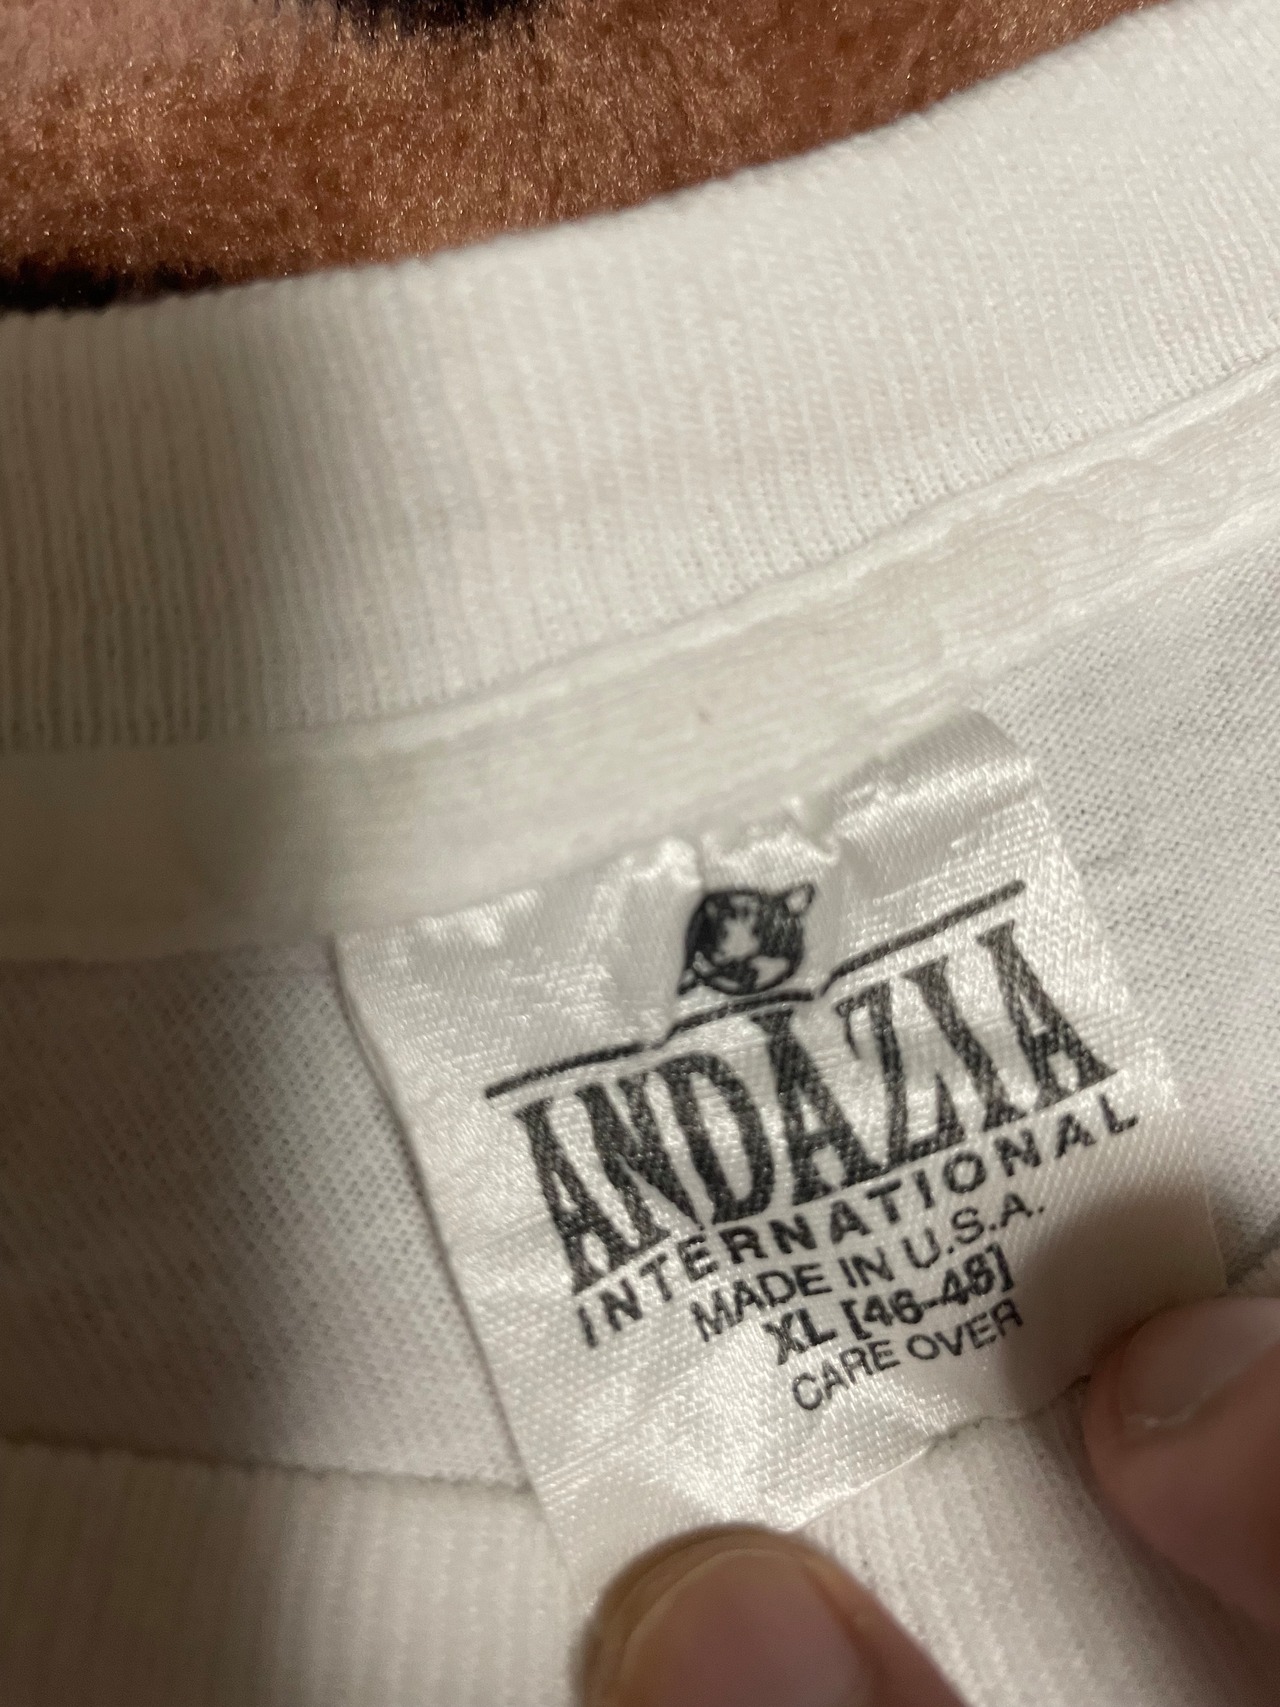 ANDAZIA
INTERNATIONAL
MADE IN U.S.A.
XL [46-48]
CARE OVER